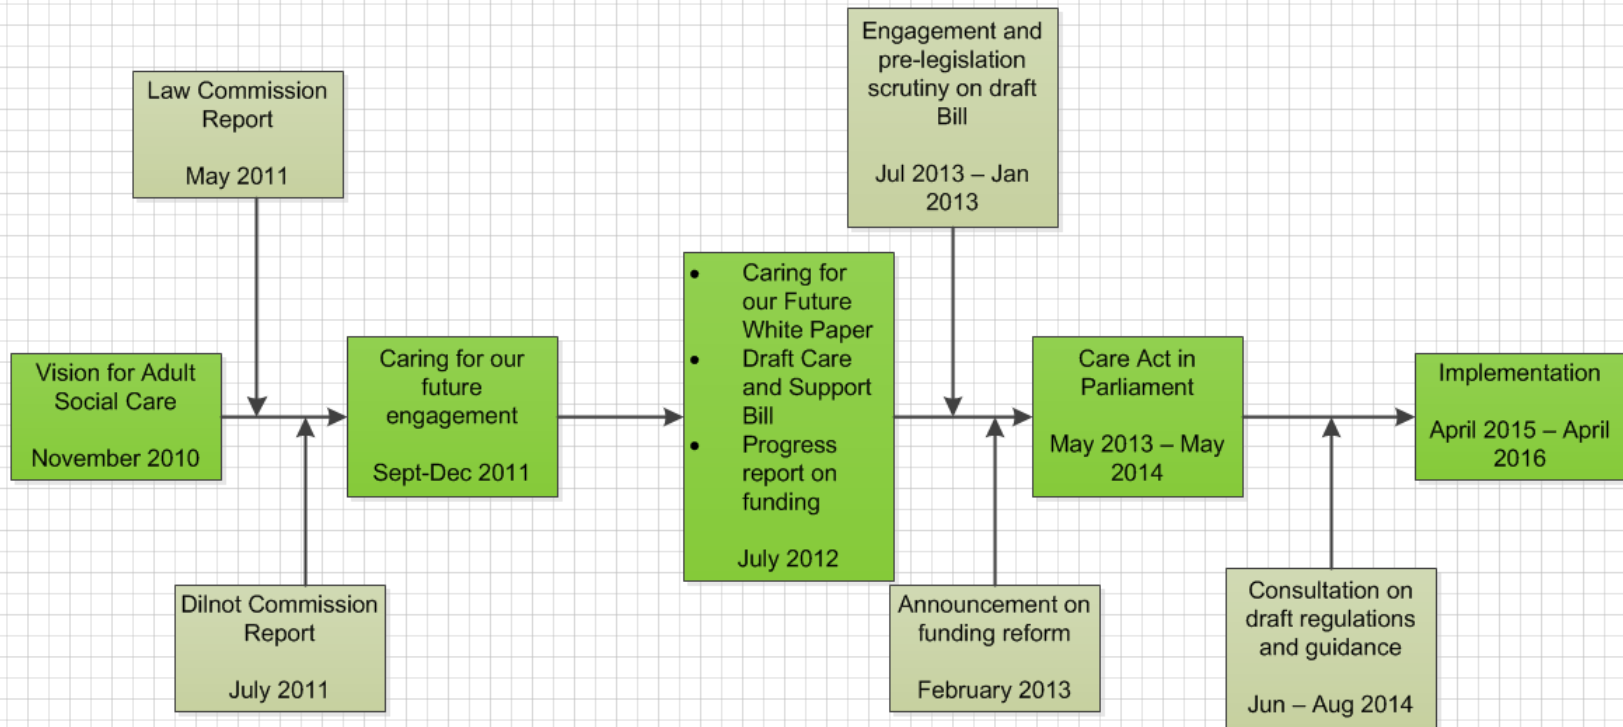 Engagement and
pre-legislation
scrutiny on draft
Bill
Jul 2013 – Jan
2013
Law Commission
Report
May 2011
Vision for Adult
Social Care
November 2010
Caring for our
future
engagement
Sept-Dec 2011
• Caring for
our Future
White Paper
• Draft Care
and Support
Bill
• Progress
report on
funding
July 2012
Care Act in
Parliament
May 2013 – May
2014
Implementation
April 2015 – April
2016
Dilnot Commission
Report
July 2011
Announcement on
funding reform
February 2013
Consultation on
draft regulations
and guidance
Jun – Aug 2014